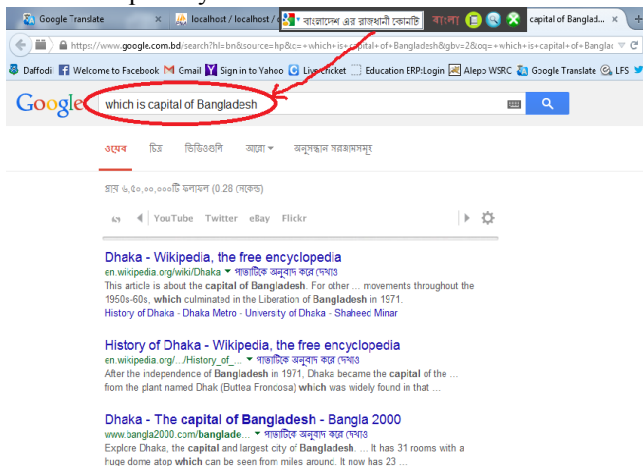 Google Translate
localhost / localhost / c
বাংলাদেশ এর রাজধানী কোনটি
বাংলা
capital of Banglad...
https://www.google.com.bd/search?hl=bn&source=hp&q=+which+is+capital+of+Bangladesh&gbv=2&oq=+which+is+capital+of+Banglac
Daffodil
Welcome to Facebook
Gmail
Sign in to Yahoo
Live cricket
Education ERP:Login
Alepo WSRC
Google Translate
LFS
Google
which is capital of Bangladesh
ওয়েব চিত্র ভিডিওগুলি আরো অনুসন্ধান সরঞ্জামসমূহ
প্রায় ৬,৫০,০০,০০০টি ফলাফল (0.28 সেকেন্ড)
YouTube Twitter eBay Flickr
Dhaka - Wikipedia, the free encyclopedia
en.wikipedia.org/wiki/Dhaka পাতাটিকে অনুবাদ করে দেখাও
This article is about the capital of Bangladesh. For other ... movements throughout the
1950s-60s, which culminated in the Liberation of Bangladesh in 1971.
History of Dhaka - Dhaka Metro - Unversity of Dhaka - Shaheed Minar
History of Dhaka - Wikipedia, the free encyclopedia
en.wikipedia.org/.../History_of_... পাতাটিকে অনুবাদ করে দেখাও
After the independence of Bangladesh in 1971, Dhaka became the capital of the ...
from the plant named Dhak (Buttea Froncosa) which was widely found in that ...
Dhaka - The capital of Bangladesh - Bangla 2000
www.bangla2000.com/banglade... পাতাটিকে অনুবাদ করে দেখাও
Explore Dhaka, the capital and largest city of Bangladesh. ... It has 31 rooms with a
huge dome atop which can be seen from miles around. It now has 23 ...